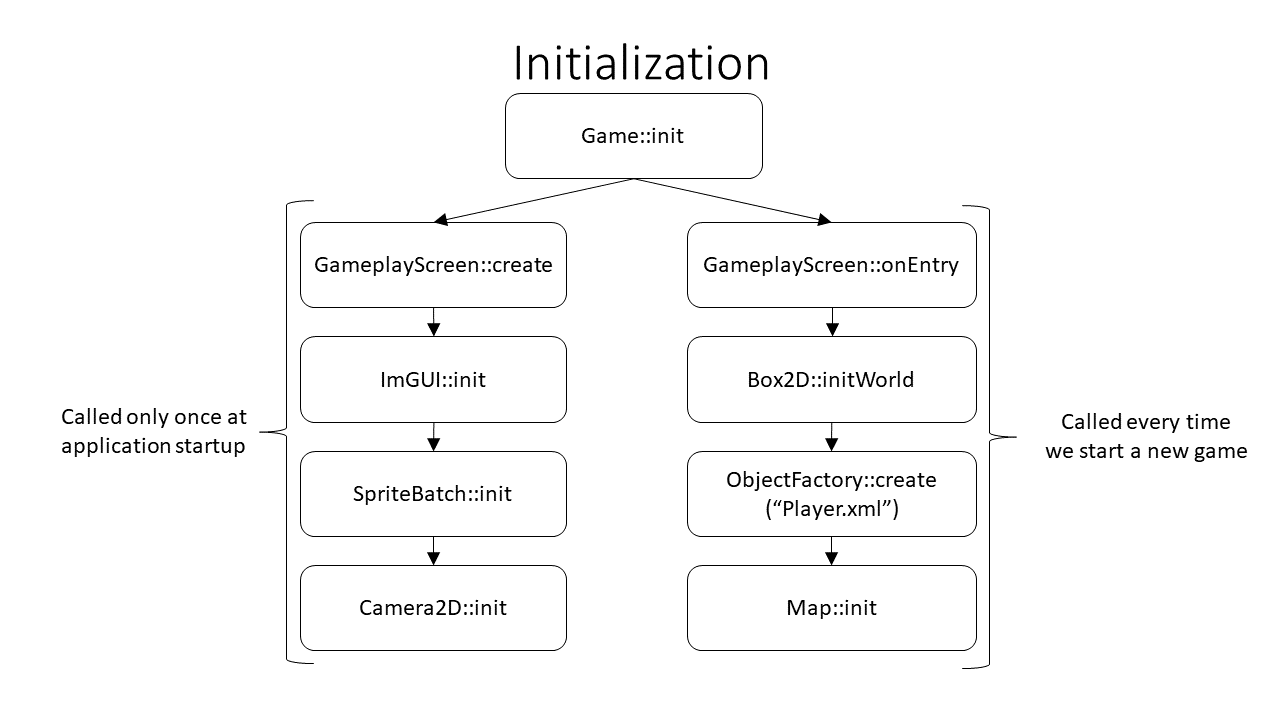 Initialization
Game::init
GameplayScreen::create
ImGUI::init
SpriteBatch::init
Camera2D::init
Called only once at
application startup
GameplayScreen::onEntry
Box2D::initWorld
ObjectFactory::create
(“Player.xml”)
Map::init
Called every time
we start a new game